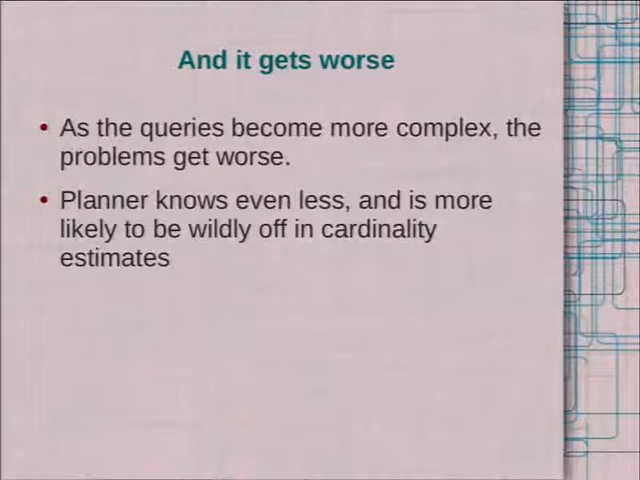 And it gets worse
• As the queries become more complex, the
problems get worse.
• Planner knows even less, and is more
likely to be wildly off in cardinality
estimates